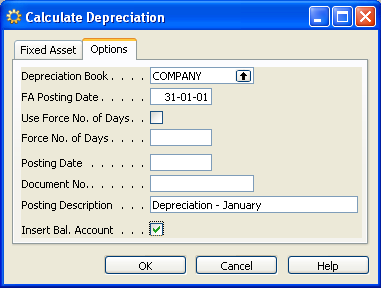 Calculate Depreciation
Fixed Asset Options
Depreciation Book . . . . COMPANY
FA Posting Date . . . . . 31-01-01
Use Force No. of Days . .
Force No. of Days . . . .
Posting Date . . . . . .
Document No. . . . . . .
Posting Description . . . Depreciation - January
Insert Bal. Account . . .
OK Cancel Help